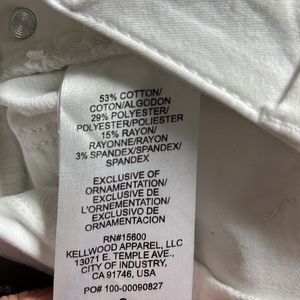 53% COTTON/
COTON/ALGODON
29% POLYESTER/
POLYESTER/POLIESTER
15% RAYON/
RAYONNE/RAYON
3% SPANDEX/SPANDEX/
SPANDEX
EXCLUSIVE OF
ORNAMENTATION/
EXCLUSIF DE
L'ORNEMENTATION/
EXCLUSIVO DE
ORNAMENTACION
RN#15600
KELLWOOD APPAREL, LLC
13071 E. TEMPLE AVE.,
CITY OF INDUSTRY,
CA 91746, USA
PO# 100-00090827